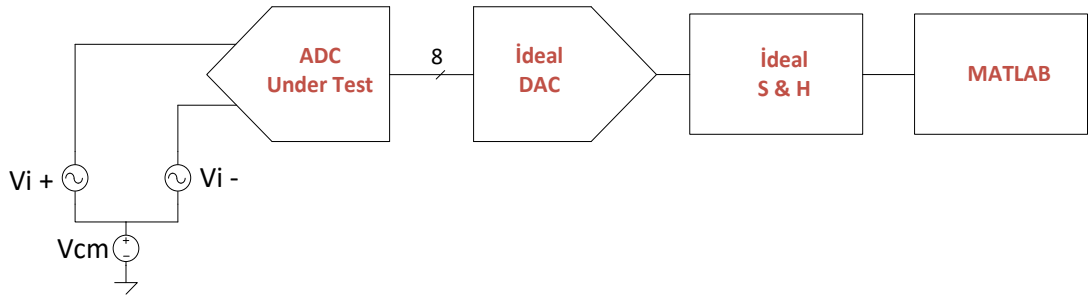 ADC
Under Test
8
İdeal
DAC
İdeal
S & H
MATLAB
Vi +
Vi -
Vcm
+
−